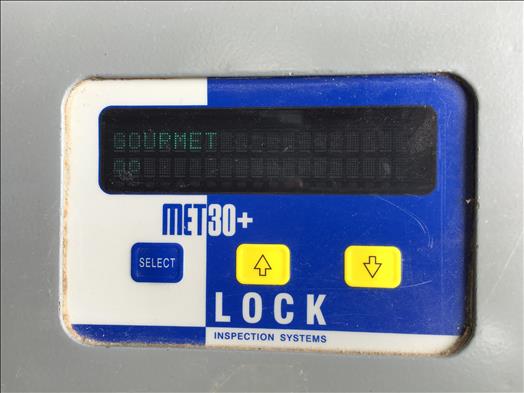 GOURMET
MET30+
SELECT
LOCK
INSPECTION SYSTEMS